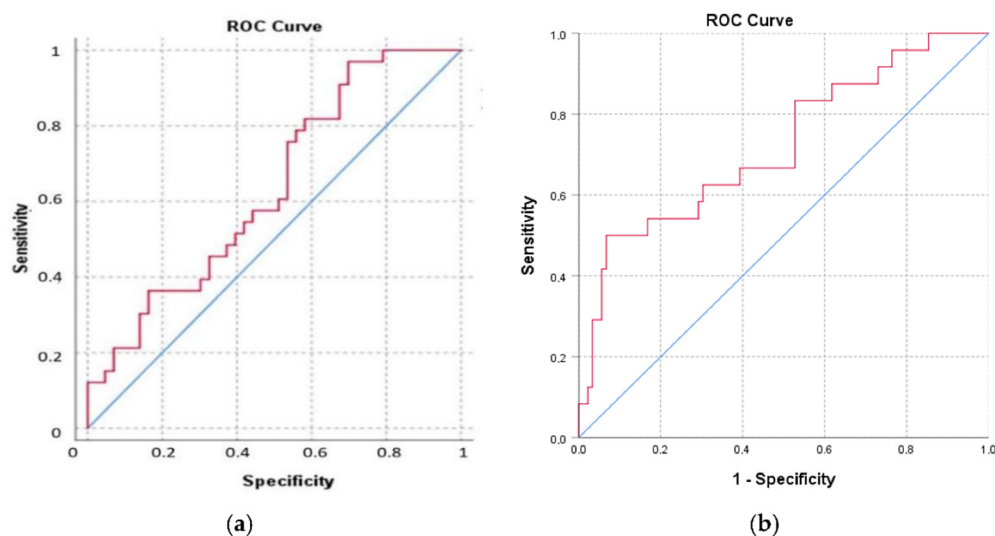 ROC Curve
1
0.8
0.6
0.4
0.2
0
Sensitivity
0 0.2 0.4 0.6 0.8 1
Specificity
(a)
ROC Curve
1.0
0.8
0.6
0.4
0.2
0.0
Sensitivity
0.0 0.2 0.4 0.6 0.8 1.0
1 - Specificity
(b)